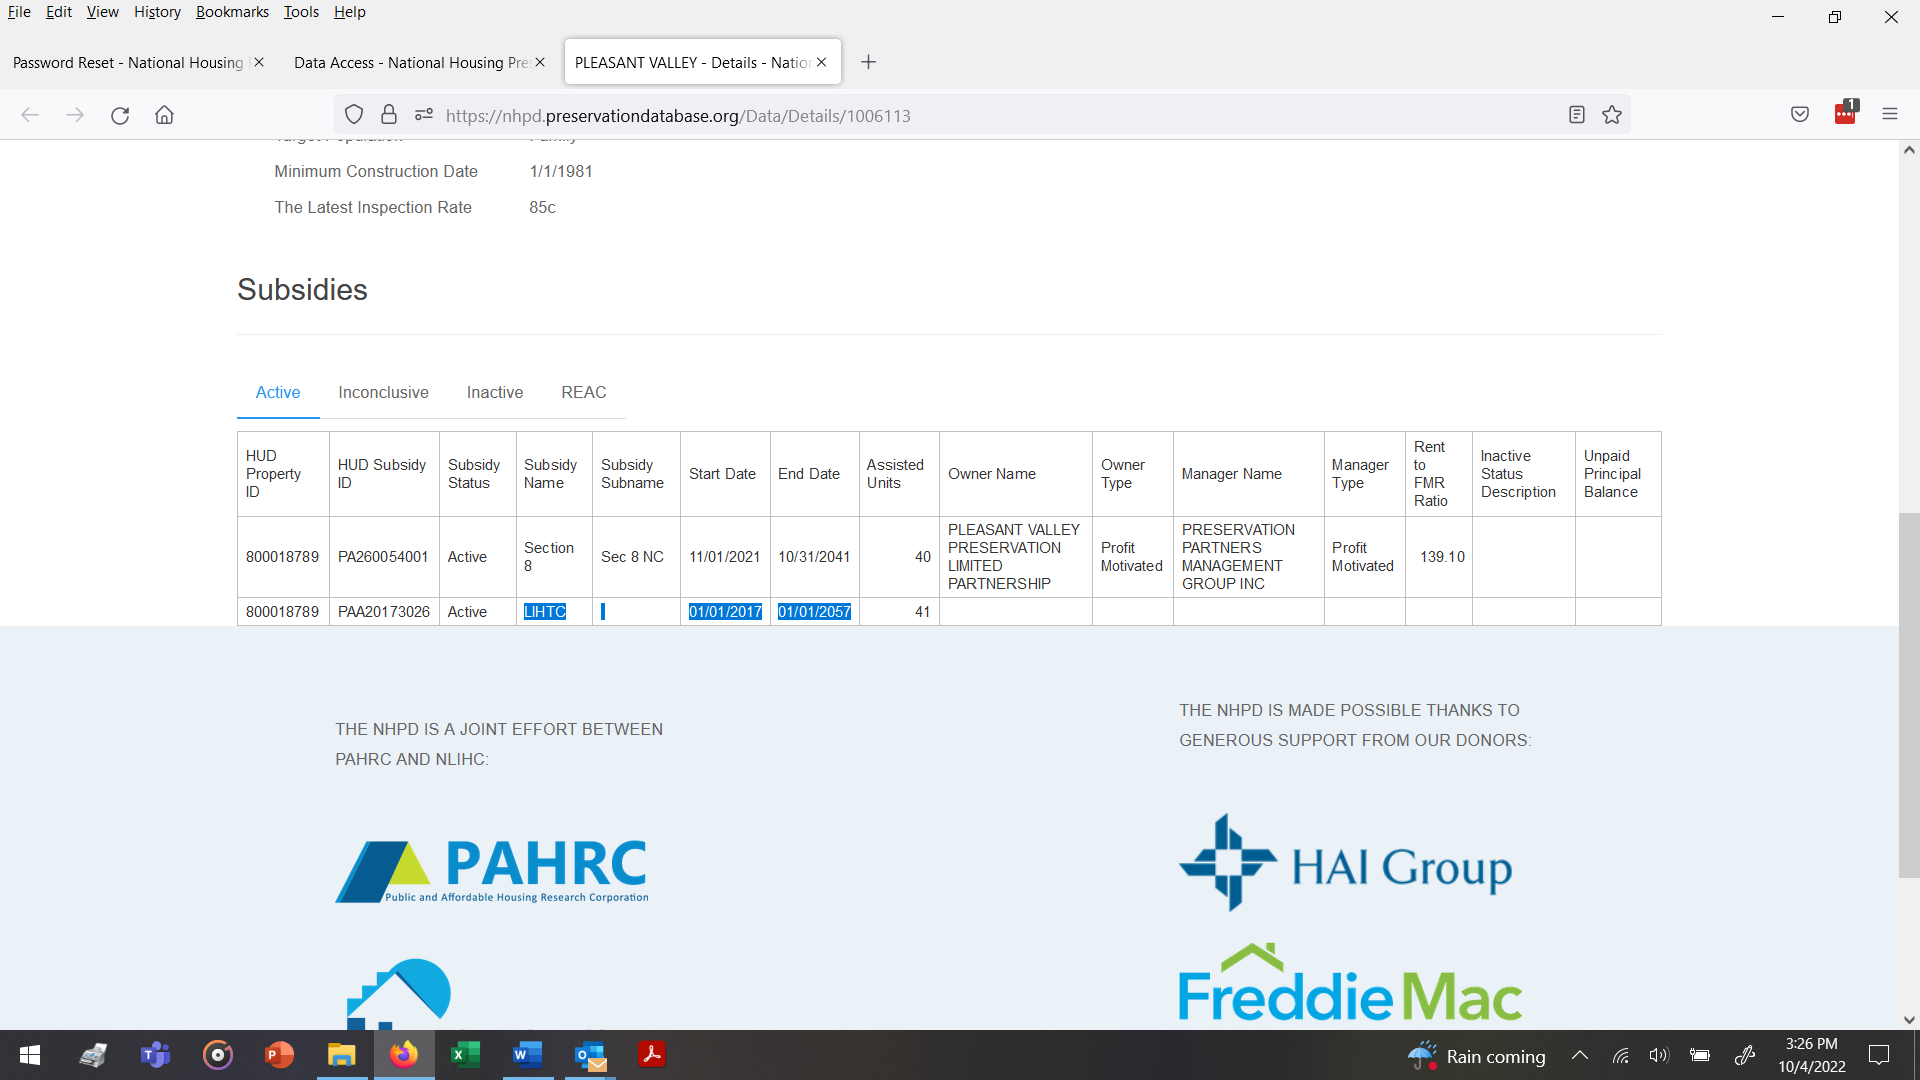 File Edit View History Bookmarks Tools Help
Password Reset - National Housing
Data Access - National Housing Pre
PLEASANT VALLEY - Details - Natio
https://nhpd.preservationdatabase.org/Data/Details/1006113
1
Target Population Family
Minimum Construction Date 1/1/1981
The Latest Inspection Rate 85c
Subsidies
Active Inconclusive Inactive REAC
HUD Property ID | HUD Subsidy ID | Subsidy Status | Subsidy Name | Subsidy Subname | Start Date | End Date | Assisted Units | Owner Name | Owner Type | Manager Name | Manager Type | Rent to FMR Ratio | Inactive Status Description | Unpaid Principal Balance
800018789 | PA260054001 | Active | Section 8 | Sec 8 NC | 11/01/2021 | 10/31/2041 | 40 | PLEASANT VALLEY PRESERVATION LIMITED PARTNERSHIP | Profit Motivated | PRESERVATION PARTNERS MANAGEMENT GROUP INC | Profit Motivated | 139.10
800018789 | PAA20173026 | Active | LIHTC | 01/01/2017 | 01/01/2057 | 41
THE NHPD IS A JOINT EFFORT BETWEEN
PAHRC AND NLIHC:
THE NHPD IS MADE POSSIBLE THANKS TO
GENEROUS SUPPORT FROM OUR DONORS:
PAHRC
Public and Affordable Housing Research Corporation
HAI Group
Freddie Mac
Rain coming
3:26 PM
10/4/2022